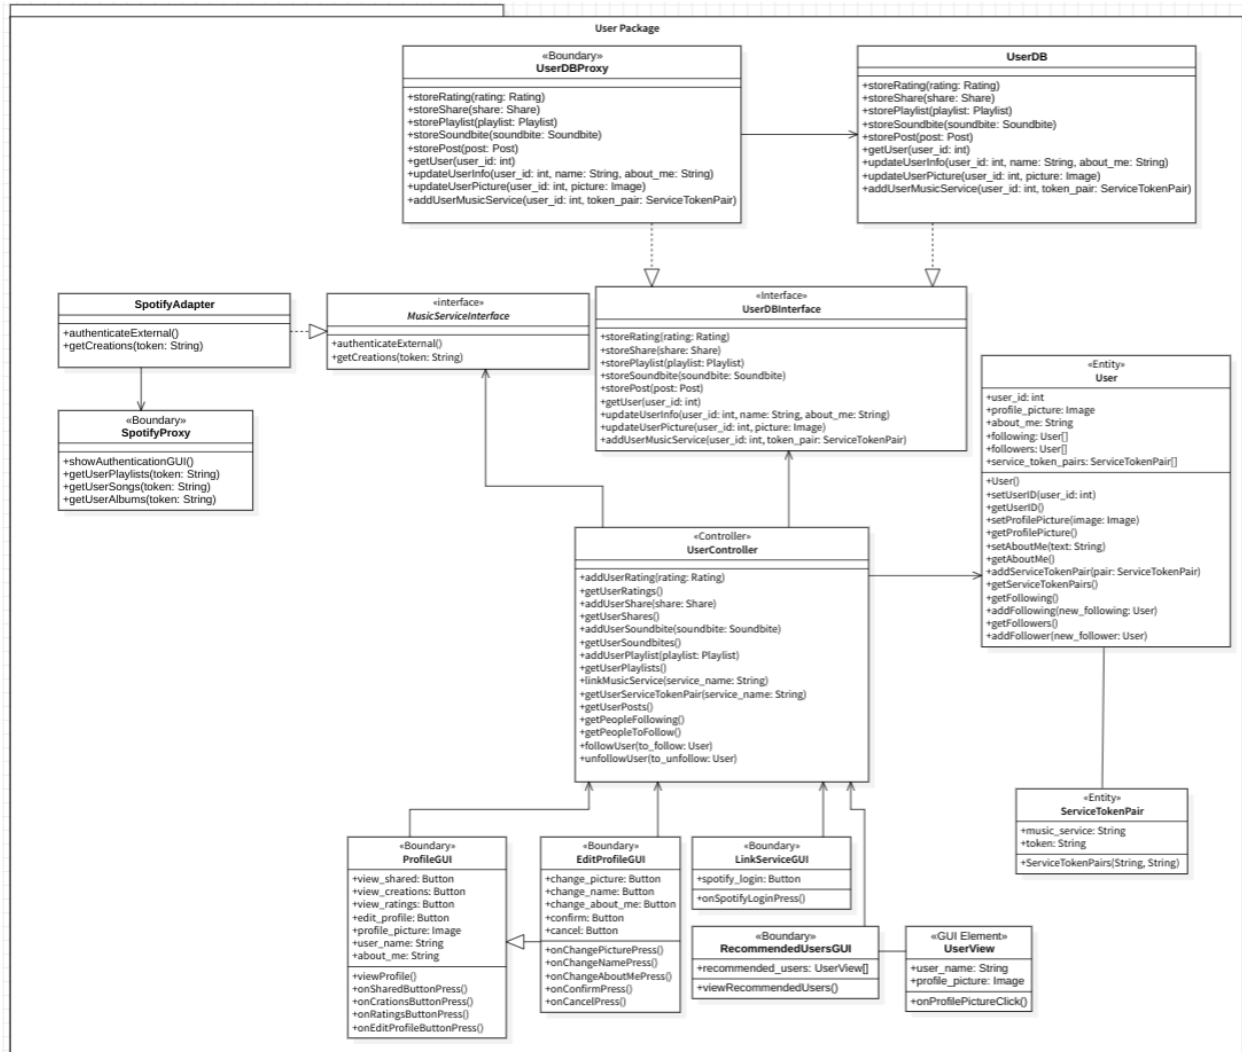 User Package
«Boundary»
UserDBProxy
+storeRating(rating: Rating)
+storeShare(share: Share)
+storePlaylist(playlist: Playlist)
+storeSoundbite(soundbite: Soundbite)
+storePost(post: Post)
+getUser(user_id: int)
+updateUserInfo(user_id: int, name: String, about_me: String)
+updateUserPicture(user_id: int, picture: Image)
+addUserMusicService(user_id: int, token_pair: ServiceTokenPair)
UserDB
+storeRating(rating: Rating)
+storeShare(share: Share)
+storePlaylist(playlist: Playlist)
+storeSoundbite(soundbite: Soundbite)
+storePost(post: Post)
+getUser(user_id: int)
+updateUserInfo(user_id: int, name: String, about_me: String)
+updateUserPicture(user_id: int, picture: Image)
+addUserMusicService(user_id: int, token_pair: ServiceTokenPair)
SpotifyAdapter
+authenticateExternal()
+getCreations(token: String)
«interface»
MusicServiceInterface
+authenticateExternal()
+getCreations(token: String)
«Interface»
UserDBInterface
+storeRating(rating: Rating)
+storeShare(share: Share)
+storePlaylist(playlist: Playlist)
+storeSoundbite(soundbite: Soundbite)
+storePost(post: Post)
+getUser(user_id: int)
+updateUserInfo(user_id: int, name: String, about_me: String)
+updateUserPicture(user_id: int, picture: Image)
+addUserMusicService(user_id: int, token_pair: ServiceTokenPair)
«Boundary»
SpotifyProxy
+showAuthenticationGUI()
+getUserPlaylists(token: String)
+getUserSongs(token: String)
+getUserAlbums(token: String)
«Entity»
User
+user_id: int
+profile_picture: Image
+about_me: String
+following: User[]
+followers: User[]
+service_token_pairs: ServiceTokenPair[]
+User()
+setUserID(user_id: int)
+getUserID()
+setProfilePicture(image: Image)
+getProfilePicture()
+setAboutMe(text: String)
+getAboutMe()
+addServiceTokenPair(pair: ServiceTokenPair)
+getServiceTokenPairs()
+getFollowing()
+addFollowing(new_following: User)
+getFollowers()
+addFollower(new_follower: User)
«Controller»
UserController
+addUserRating(rating: Rating)
+getUserRatings()
+addUserShare(share: Share)
+getUserShares()
+addUserSoundbite(soundbite: Soundbite)
+getUserSoundbites()
+addUserPlaylist(playlist: Playlist)
+getUserPlaylists()
+linkMusicService(service_name: String)
+getUserServiceTokenPair(service_name: String)
+getUserPosts()
+getPeopleFollowing()
+getPeopleToFollow()
+followUser(to_follow: User)
+unfollowUser(to_unfollow: User)
«Entity»
ServiceTokenPair
+music_service: String
+token: String
+ServiceTokenPairs(String, String)
«Boundary»
ProfileGUI
+view_shared: Button
+view_creations: Button
+view_ratings: Button
+edit_profile: Button
+profile_picture: Image
+user_name: String
+about_me: String
+viewProfile()
+onSharedButtonPress()
+onCrationsButtonPress()
+onRatingsButtonPress()
+onEditProfileButtonPress()
«Boundary»
EditProfileGUI
+change_picture: Button
+change_name: Button
+change_about_me: Button
+confirm: Button
+cancel: Button
+onChangePicturePress()
+onChangeNamePress()
+onChangeAboutMePress()
+onConfirmPress()
+onCancelPress()
«Boundary»
LinkServiceGUI
+spotify_login: Button
+onSpotifyLoginPress()
«Boundary»
RecommendedUsersGUI
+recommended_users: UserView[]
+viewRecommendedUsers()
«GUI Element»
UserView
+user_name: String
+profile_picture: Image
+onProfilePictureClick()